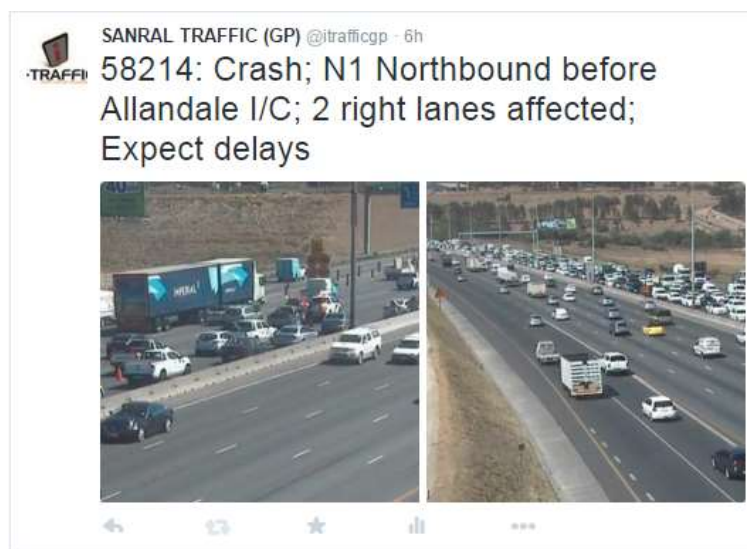 SANRAL TRAFFIC (GP) @itrafficgp · 6h
TRAFFI
58214: Crash; N1 Northbound before
Allandale I/C; 2 right lanes affected;
Expect delays
IMPERIAL